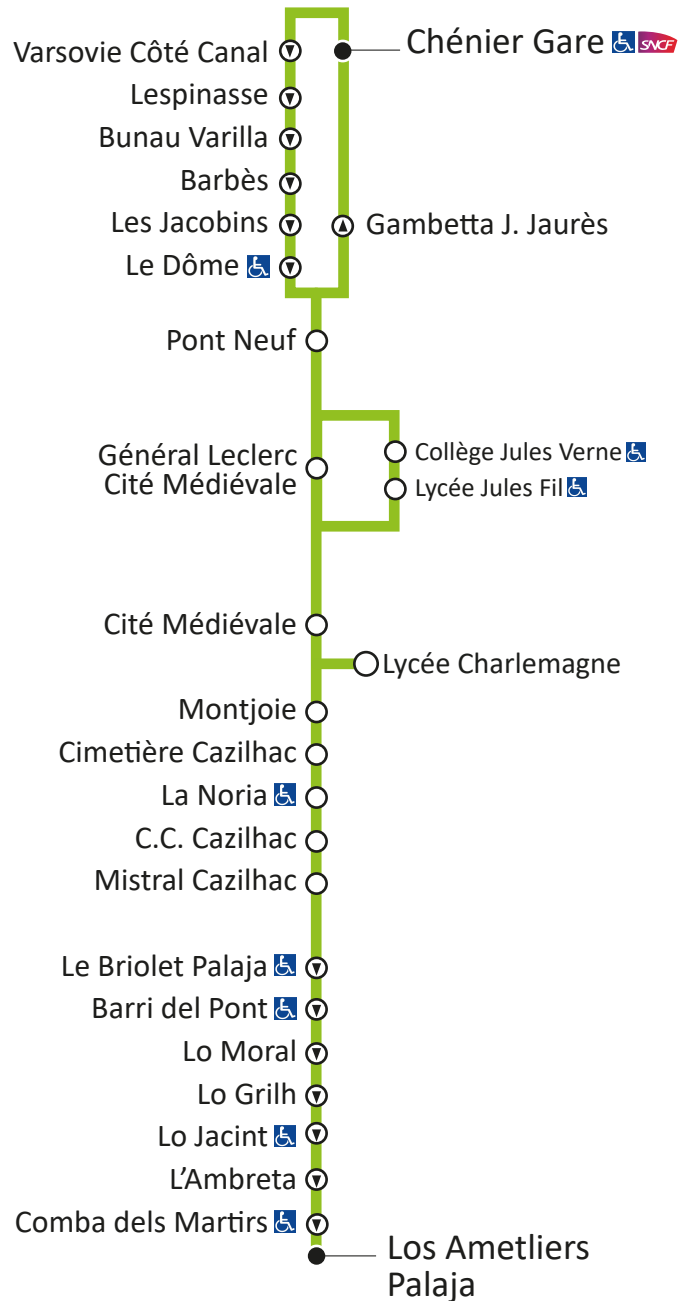 Varsovie Côté Canal
Chénier Gare SNCF
Lespinasse
Bunau Varilla
Barbès
Les Jacobins
Gambetta J. Jaurès
Le Dôme
Pont Neuf
Général Leclerc
Cité Médiévale
Collège Jules Verne
Lycée Jules Fil
Cité Médiévale
Lycée Charlemagne
Montjoie
Cimetière Cazilhac
La Noria
C.C. Cazilhac
Mistral Cazilhac
Le Briolet Palaja
Barri del Pont
Lo Moral
Lo Grilh
Lo Jacint
L'Ambreta
Comba dels Martirs
Los Ametliers
Palaja